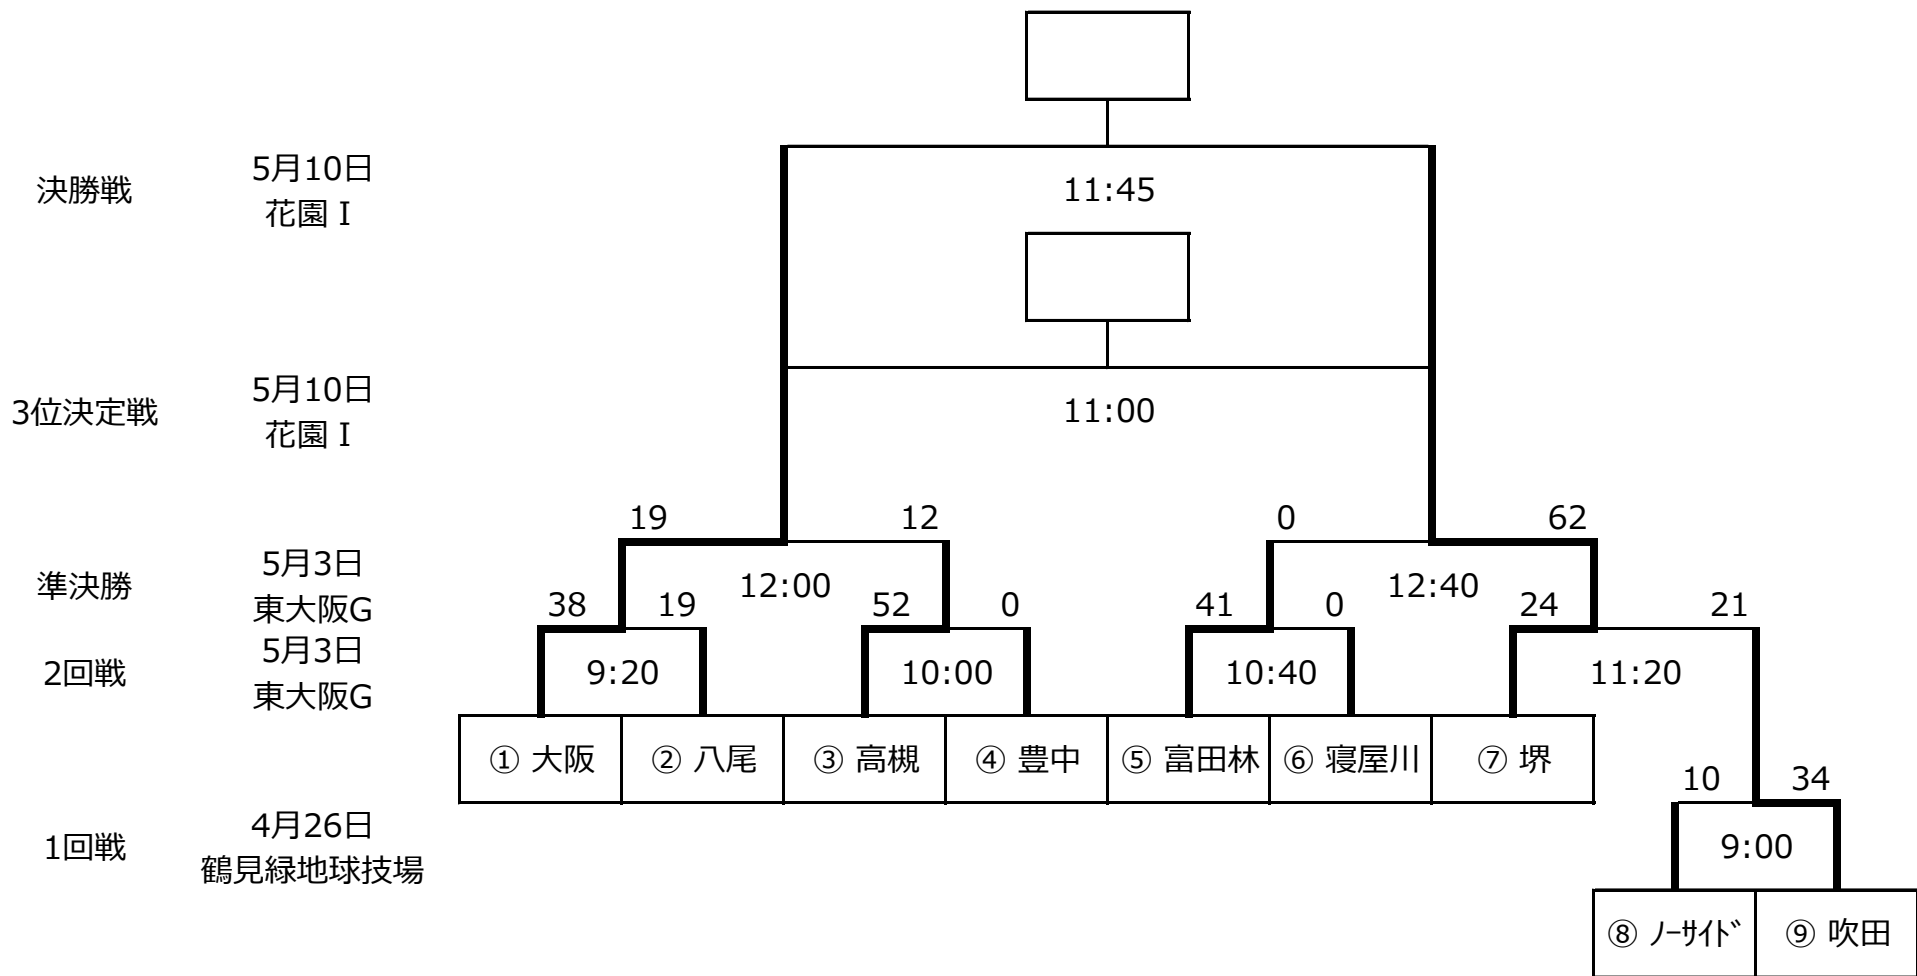 決勝戦
5月10日
花園Ⅰ
11:45
3位決定戦
5月10日
花園Ⅰ
11:00
19
12
0
62
準決勝
5月3日
東大阪G
12:00
12:40
38
19
52
0
41
0
24
21
2回戦
5月3日
東大阪G
9:20
10:00
10:40
11:20
① 大阪
② 八尾
③ 高槻
④ 豊中
⑤ 富田林
⑥ 寝屋川
⑦ 堺
10
34
1回戦
4月26日
鶴見緑地球技場
9:00
⑧ ﾉｰｻｲﾄﾞ
⑨ 吹田